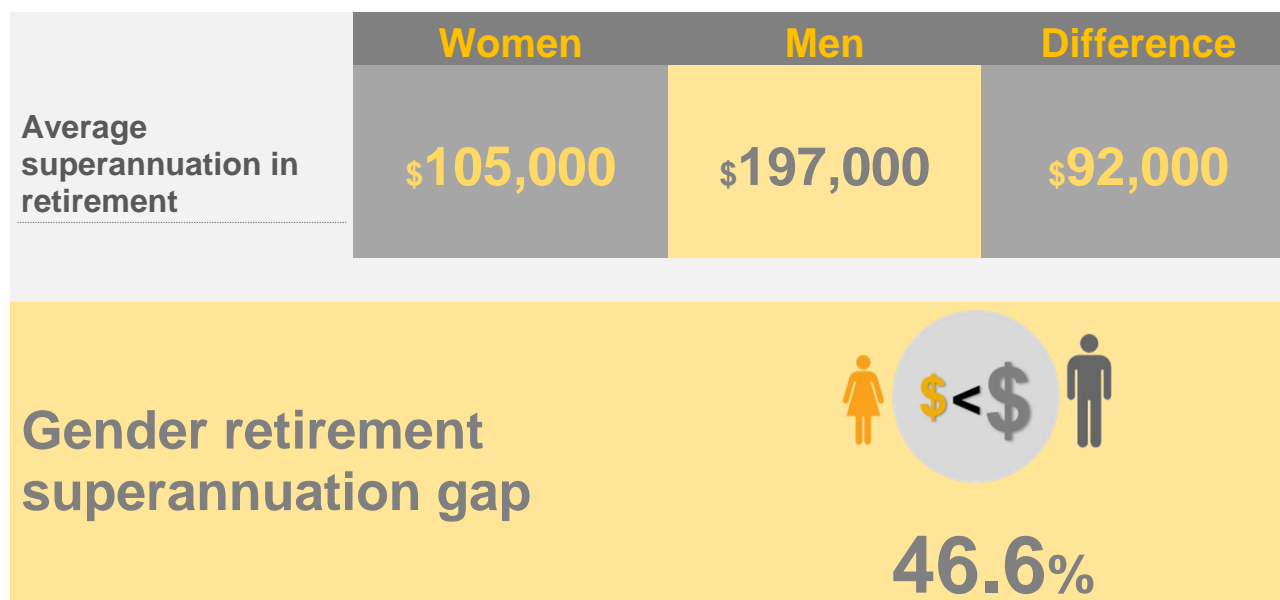 Women Men Difference
Average
superannuation in
retirement
$105,000 $197,000 $92,000
$<$
Gender retirement
superannuation gap
46.6%